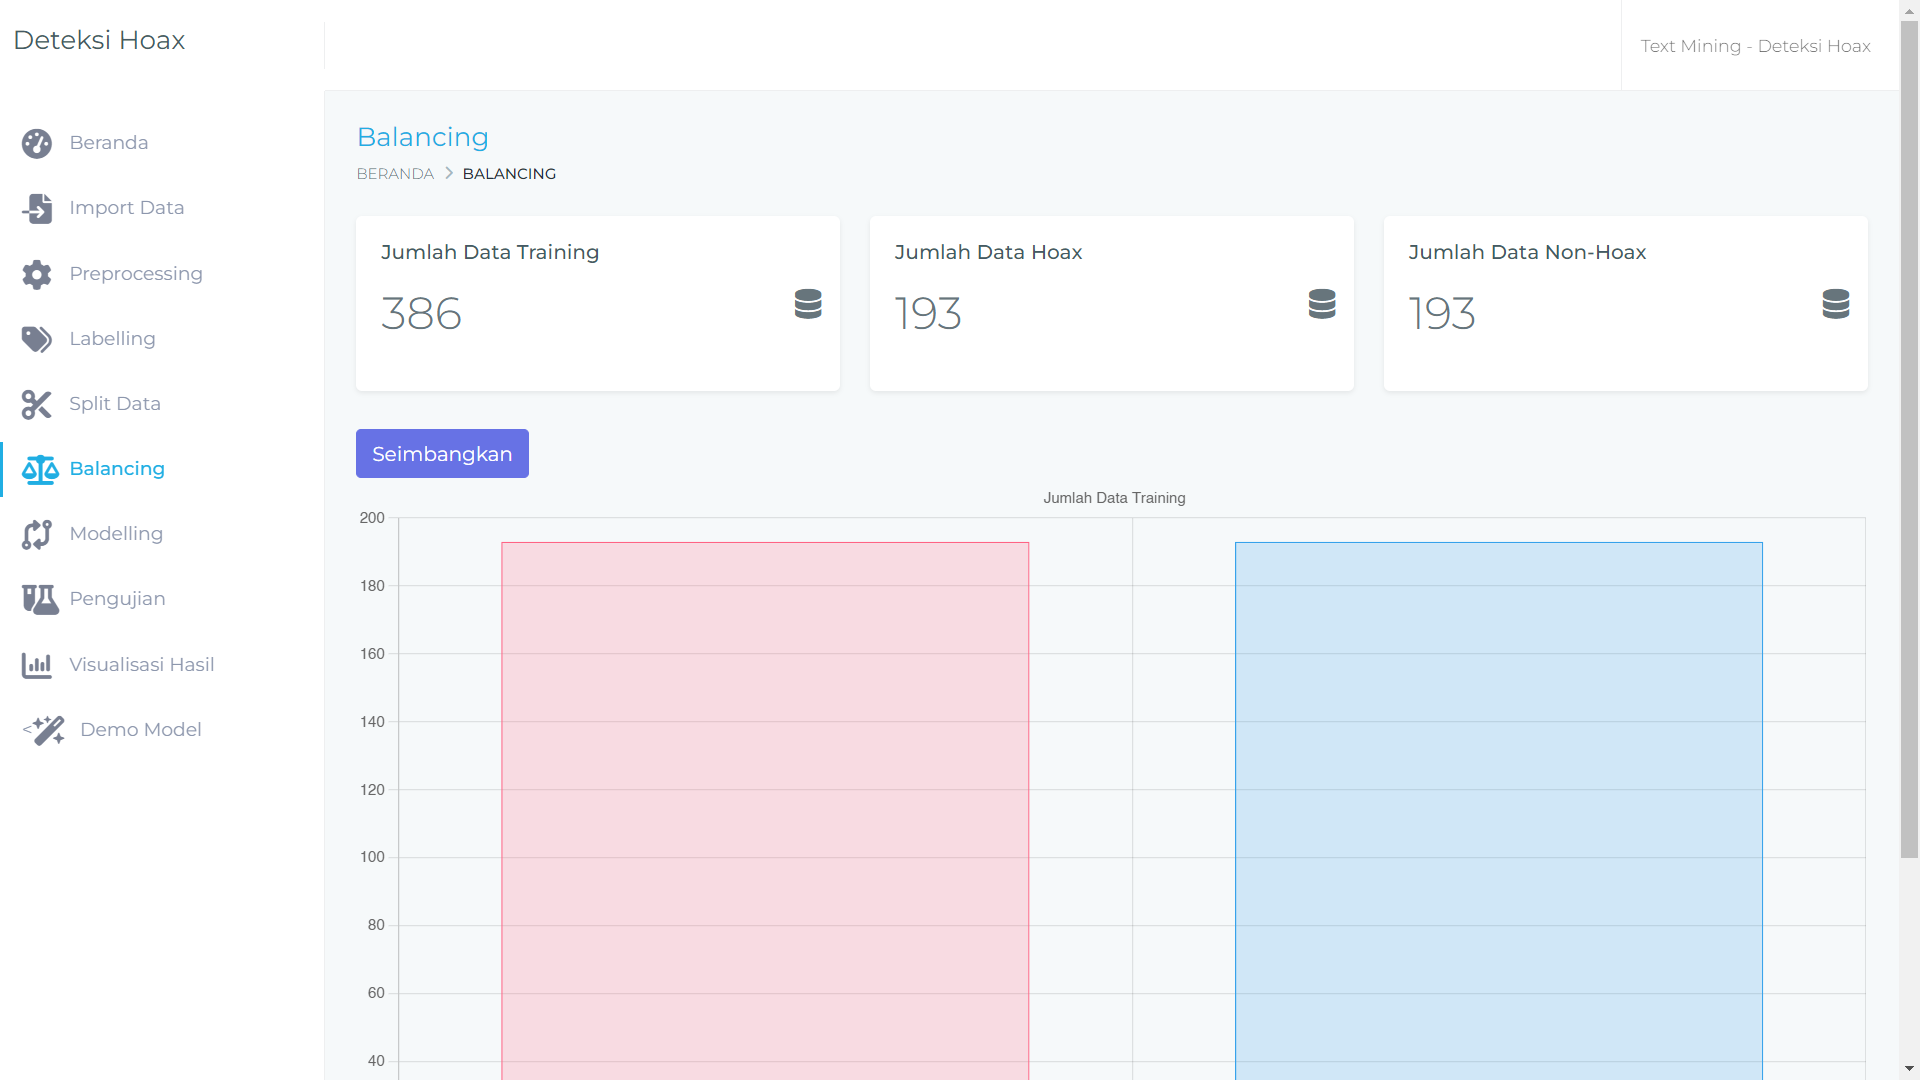 Deteksi Hoax
Text Mining - Deteksi Hoax
Beranda
Import Data
Preprocessing
Labelling
Split Data
Balancing
Modelling
Pengujian
Visualisasi Hasil
< Demo Model
Balancing
BERANDA > BALANCING
Jumlah Data Training
386
Jumlah Data Hoax
193
Jumlah Data Non-Hoax
193
Seimbangkan
Jumlah Data Training
200
180
160
140
120
100
80
60
40